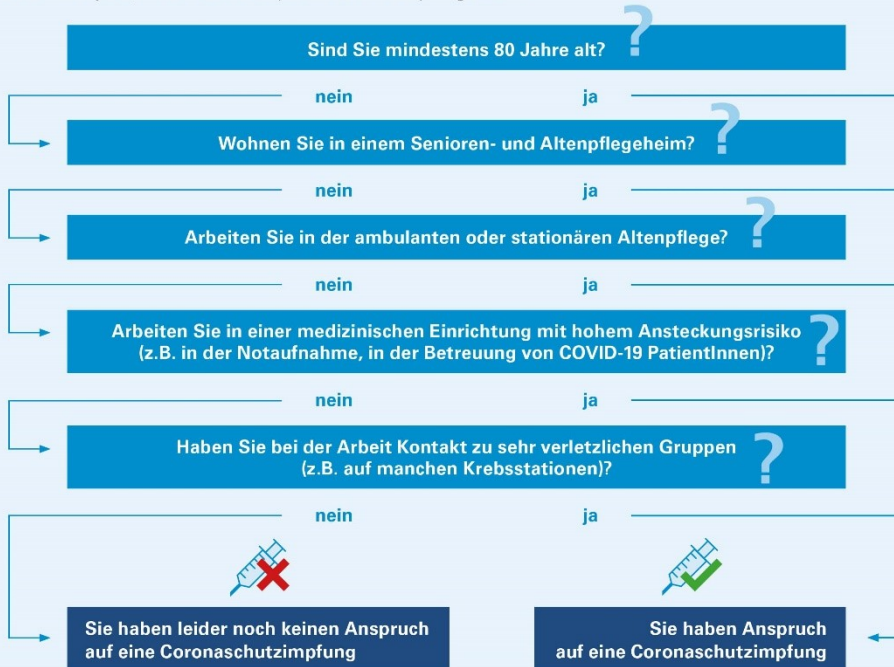 Sind Sie mindestens 80 Jahre alt?
?
nein
ja
Wohnen Sie in einem Senioren- und Altenpflegeheim?
?
nein
ja
Arbeiten Sie in der ambulanten oder stationären Altenpflege?
?
nein
ja
Arbeiten Sie in einer medizinischen Einrichtung mit hohem Ansteckungsrisiko
(z.B. in der Notaufnahme, in der Betreuung von COVID-19 PatientInnen)?
?
nein
ja
Haben Sie bei der Arbeit Kontakt zu sehr verletzlichen Gruppen
(z.B. auf manchen Krebsstationen)?
?
nein
ja
Sie haben leider noch keinen Anspruch
auf eine Coronaschutzimpfung
Sie haben Anspruch
auf eine Coronaschutzimpfung